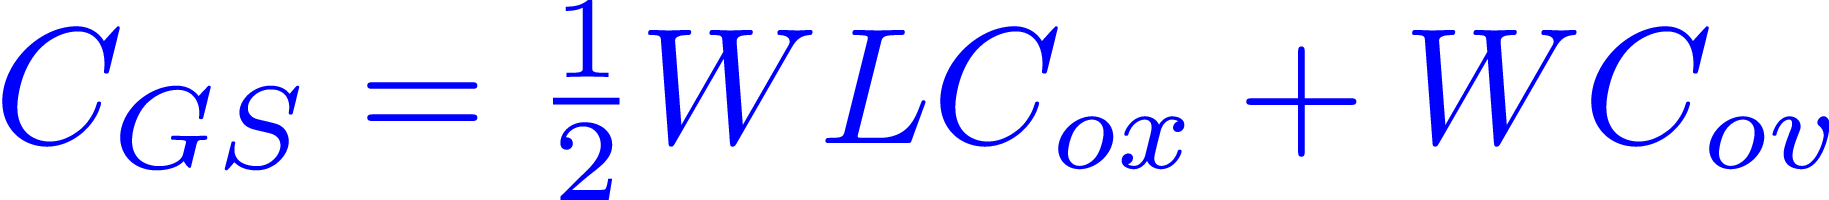 C_{GS} = \frac{1}{2}WLC_{ox} + WC_{ov}